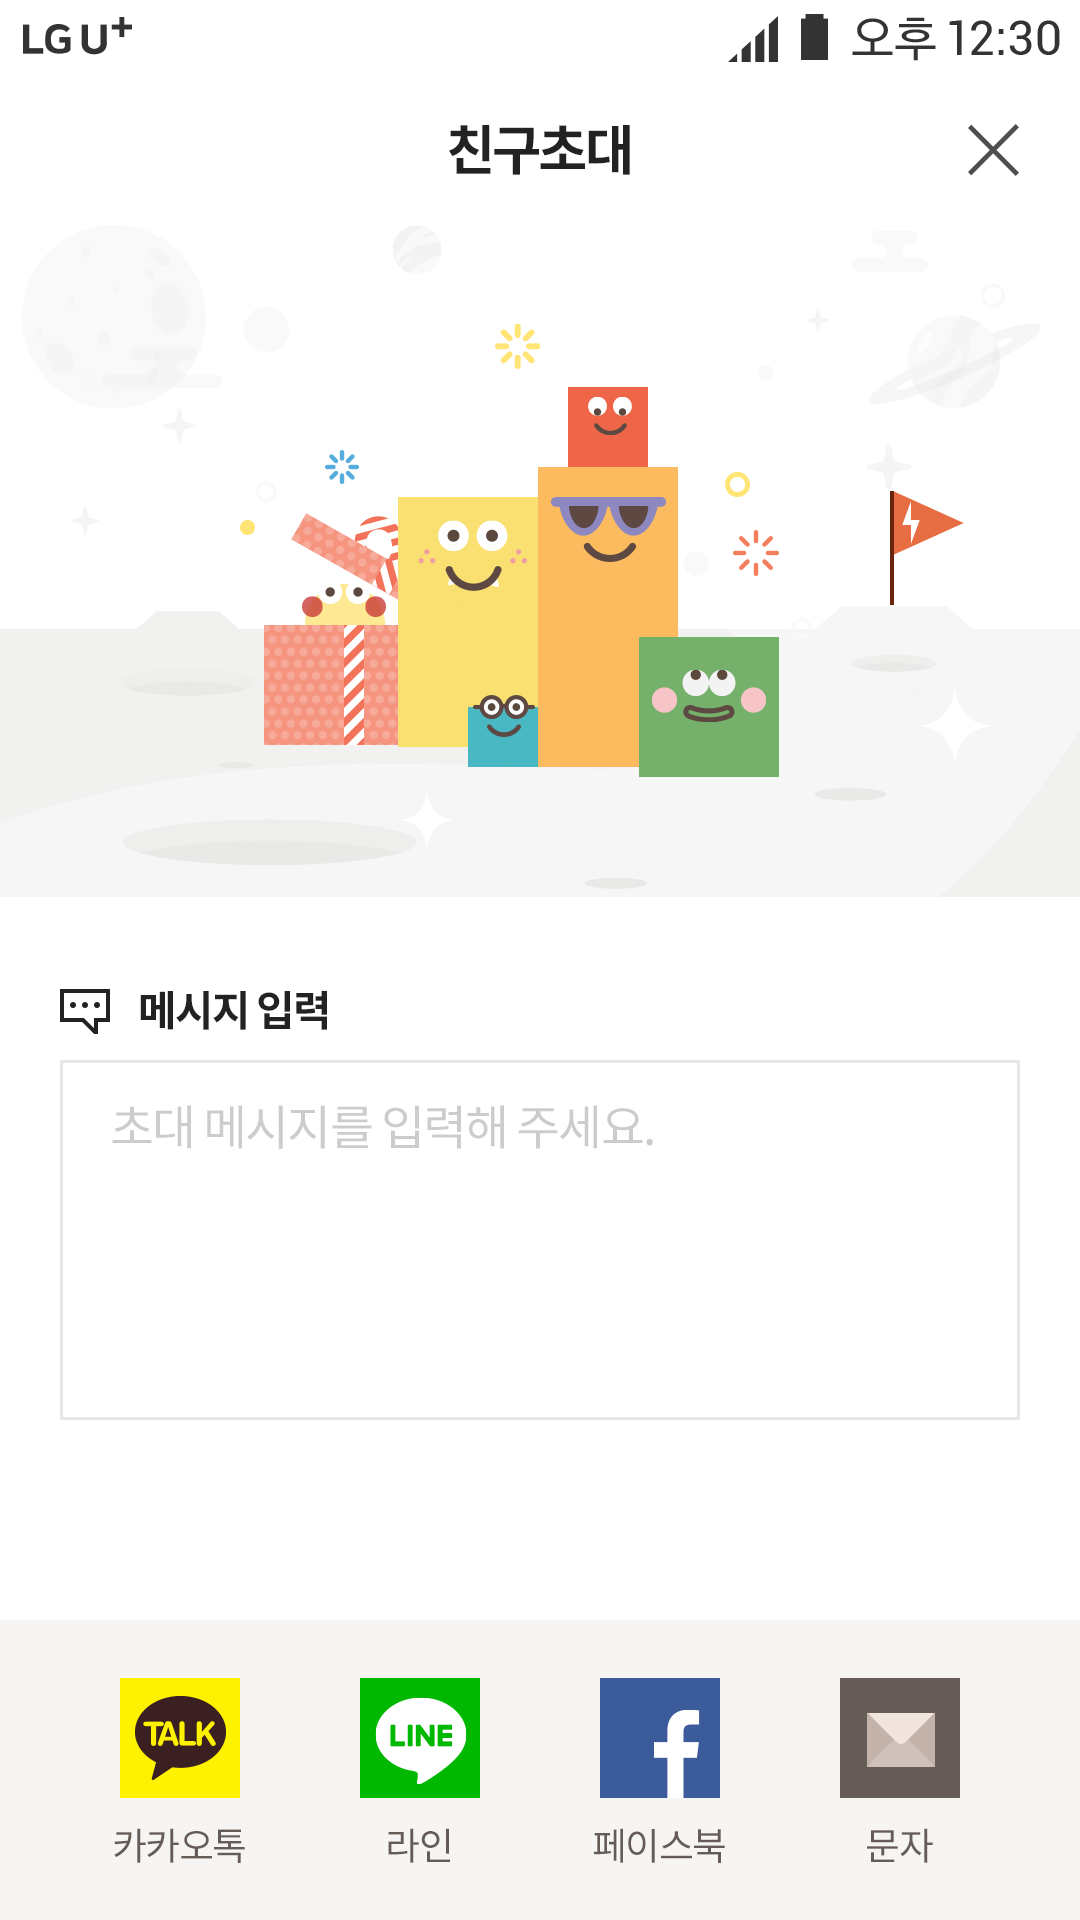 LG U+ 오후 12:30
친구초대
메시지 입력
초대 메시지를 입력해 주세요.
TALK LINE f
카카오톡 라인 페이스북 문자